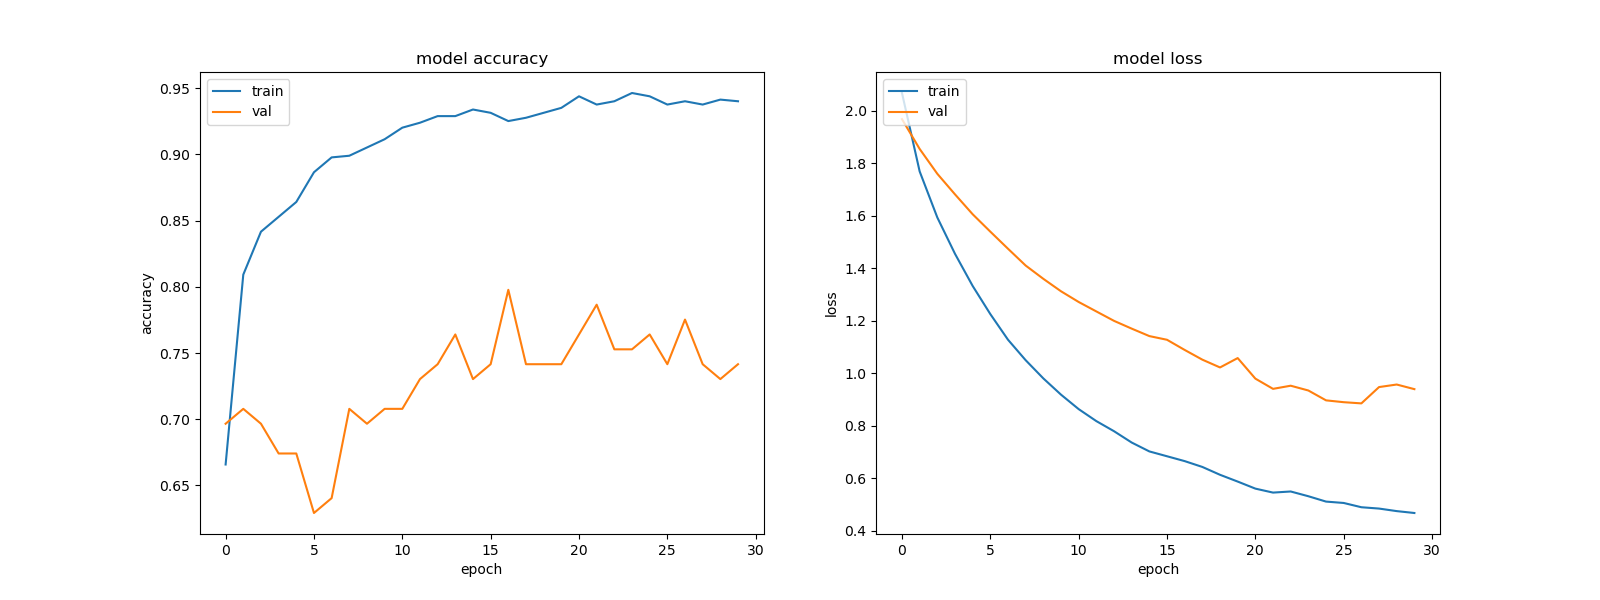 model accuracy
train
val
0.95
0.90
0.85
0.80
0.75
0.70
0.65
accuracy
0 5 10 15 20 25 30
epoch
model loss
train
val
2.0
1.8
1.6
1.4
1.2
1.0
0.8
0.6
0.4
loss
0 5 10 15 20 25 30
epoch